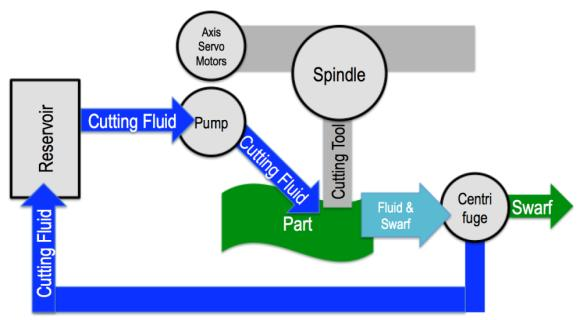 Axis
Servo
Motors
Spindle
Reservoir
Cutting Fluid
Pump
Cutting Fluid
Cutting Tool
Part
Fluid &
Swarf
Centri
fuge
Swarf
Cutting Fluid